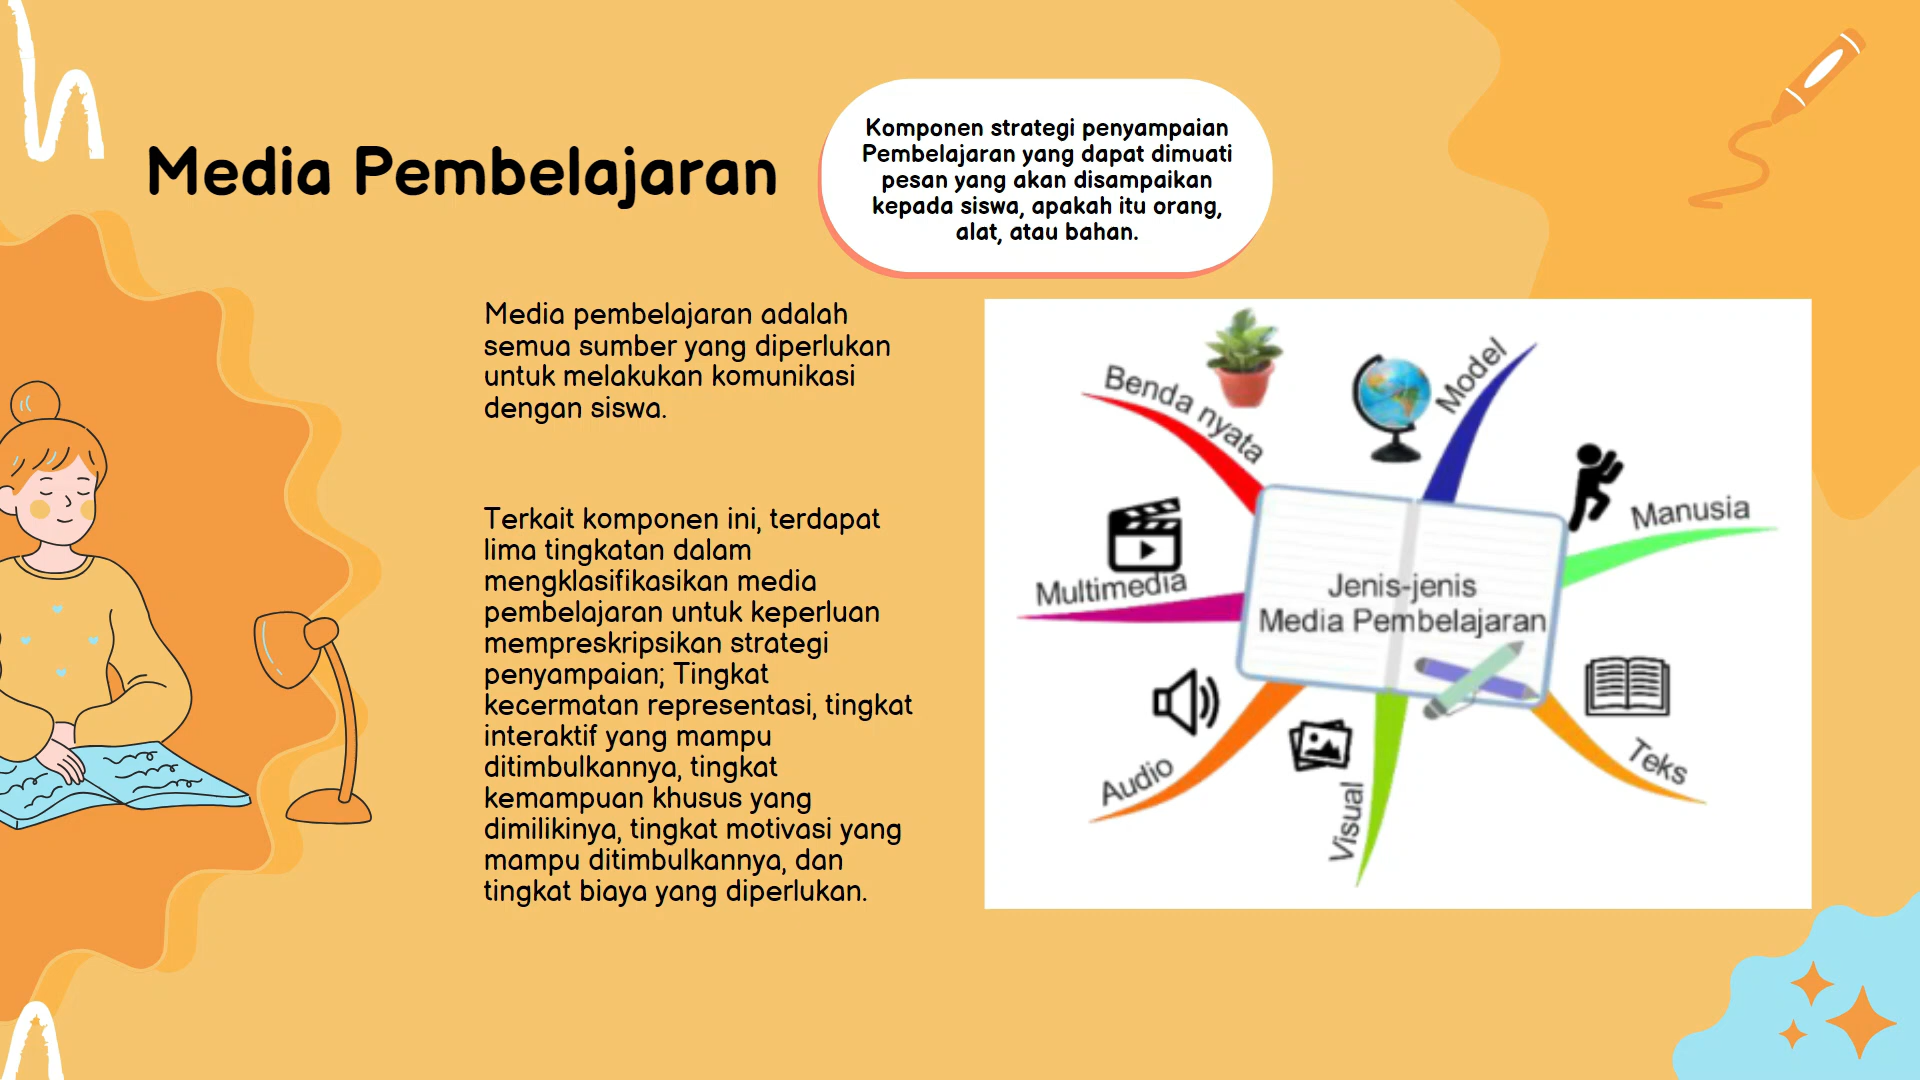 Media Pembelajaran
Komponen strategi penyampaian
Pembelajaran yang dapat dimuati
pesan yang akan disampaikan
kepada siswa, apakah itu orang,
alat, atau bahan.
Media pembelajaran adalah
semua sumber yang diperlukan
untuk melakukan komunikasi
dengan siswa.
Terkait komponen ini, terdapat
lima tingkatan dalam
mengklasifikasikan media
pembelajaran untuk keperluan
mempreskripsikan strategi
penyampaian; Tingkat
kecermatan representasi, tingkat
interaktif yang mampu
ditimbulkannya, tingkat
kemampuan khusus yang
dimilikinya, tingkat motivasi yang
mampu ditimbulkannya, dan
tingkat biaya yang diperlukan.
Benda nyata
Model
Manusia
Multimedia
Jenis-jenis
Media Pembelajaran
Audio
Visual
Teks